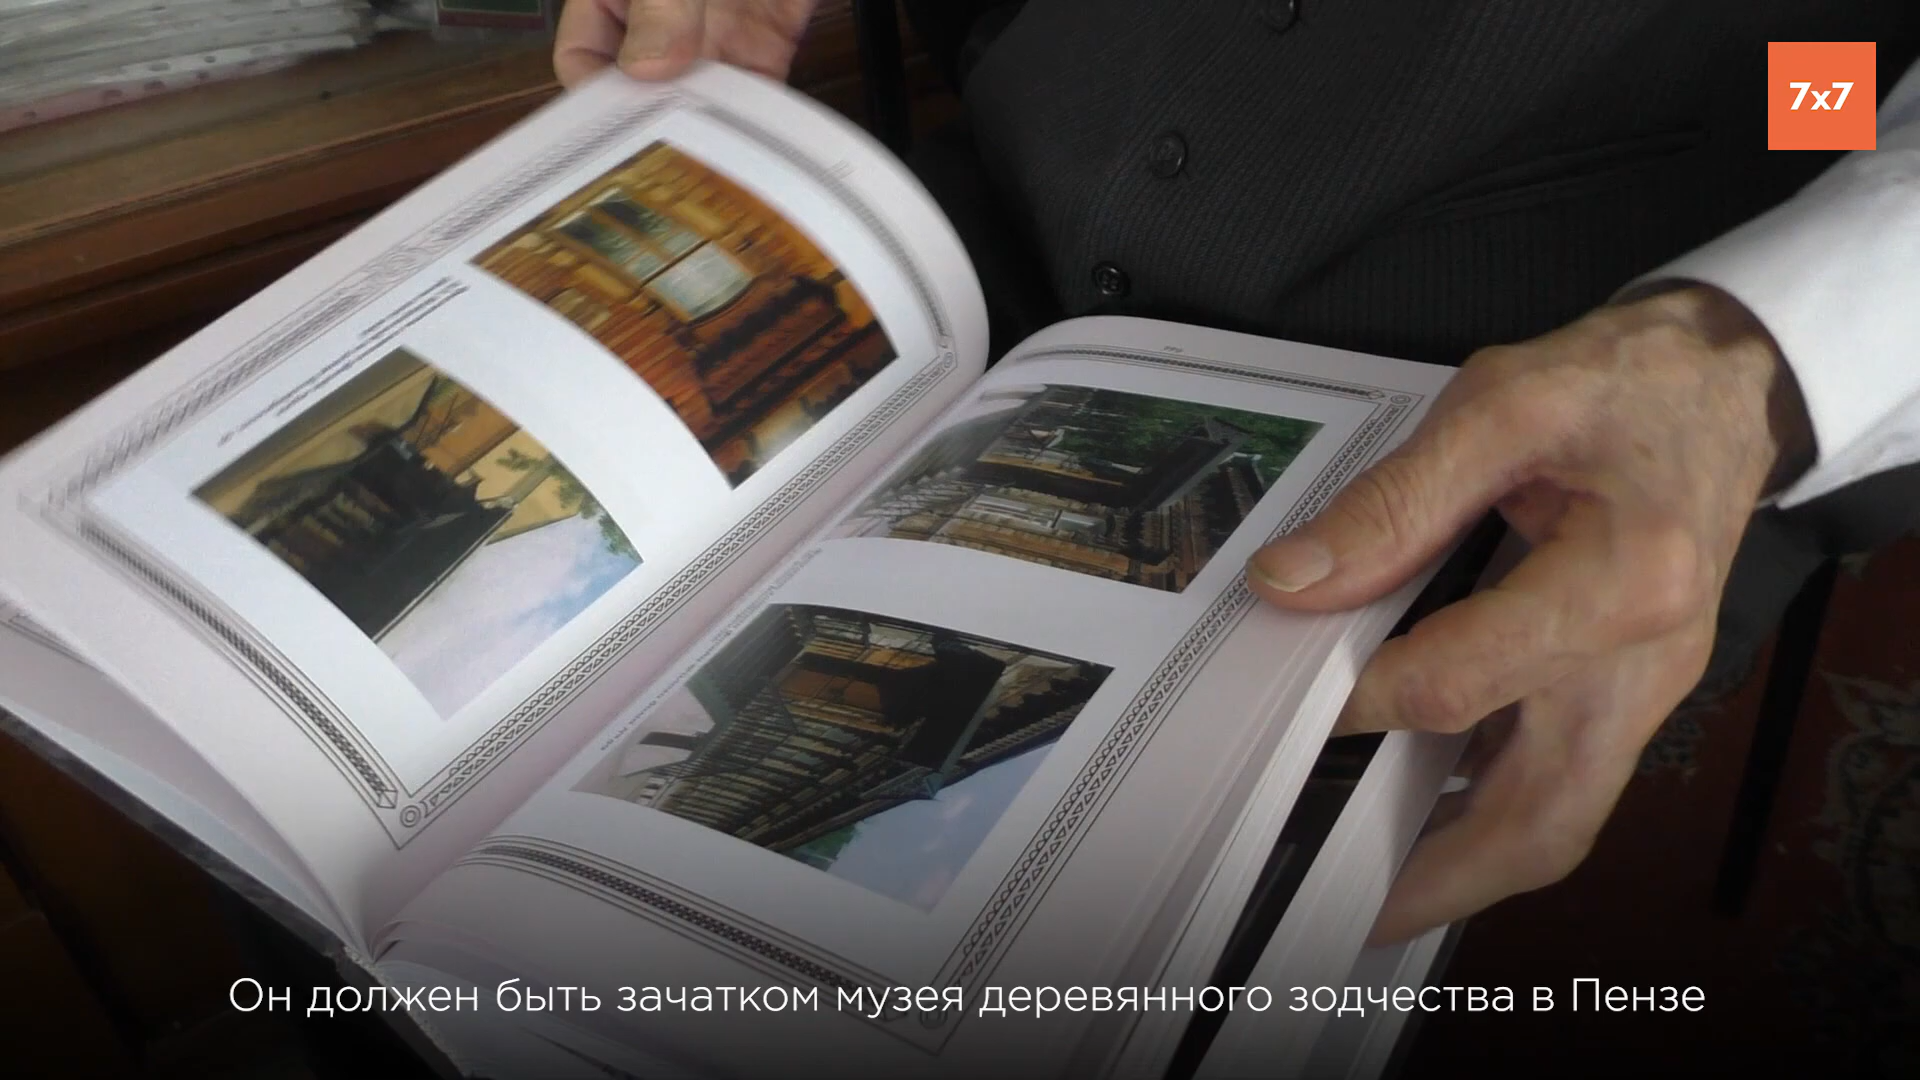 7x7
Он должен быть зачатком музея деревянного зодчества в Пензе